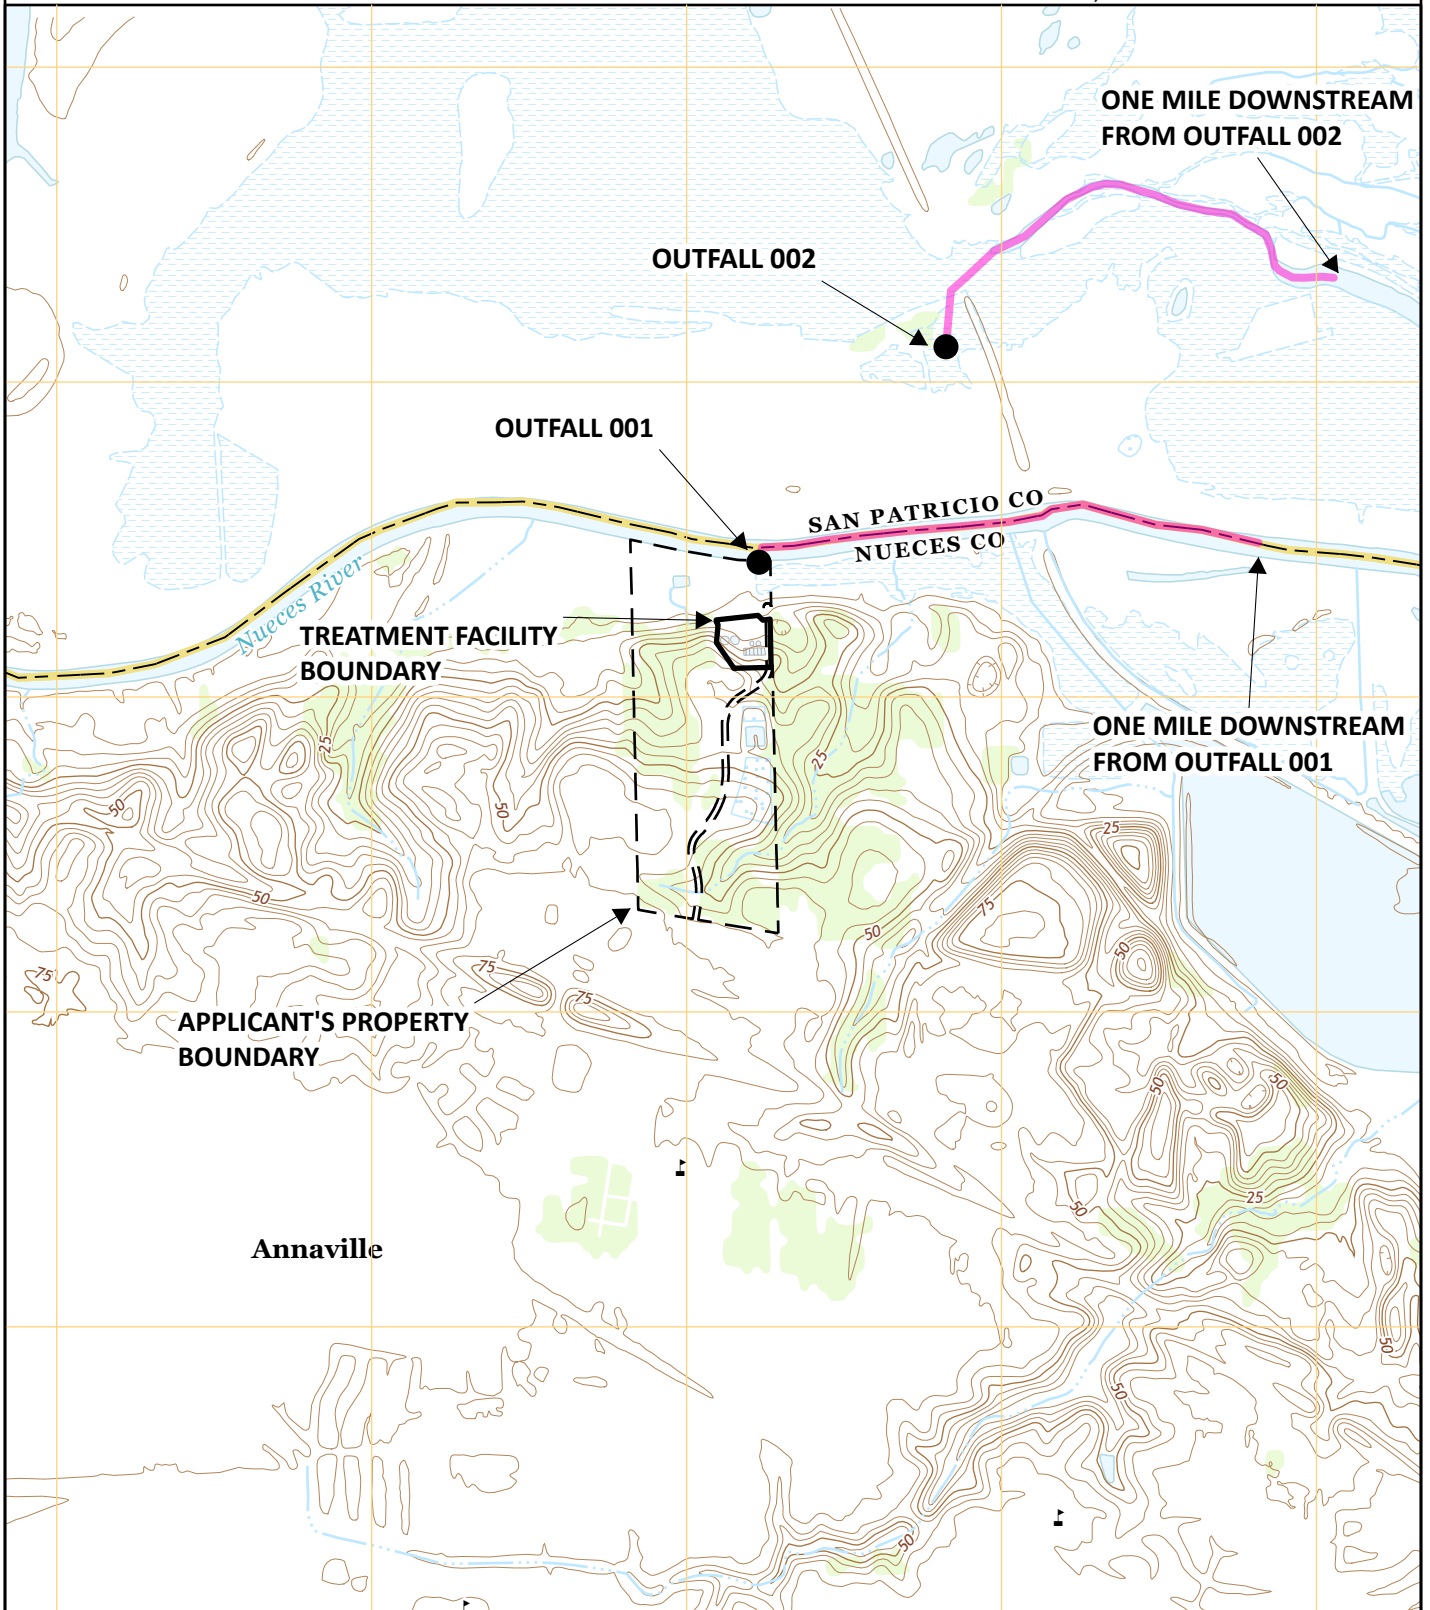 ONE MILE DOWNSTREAM
FROM OUTFALL 002
OUTFALL 002
OUTFALL 001
SAN PATRICIO CO
NUECES CO
Nueces River
TREATMENT FACILITY
BOUNDARY
ONE MILE DOWNSTREAM
FROM OUTFALL 001
25
25
50
50
25
50
75
50
50
75
75
75
APPLICANT'S PROPERTY
BOUNDARY
50
50
25
50
Annaville
50
50
50